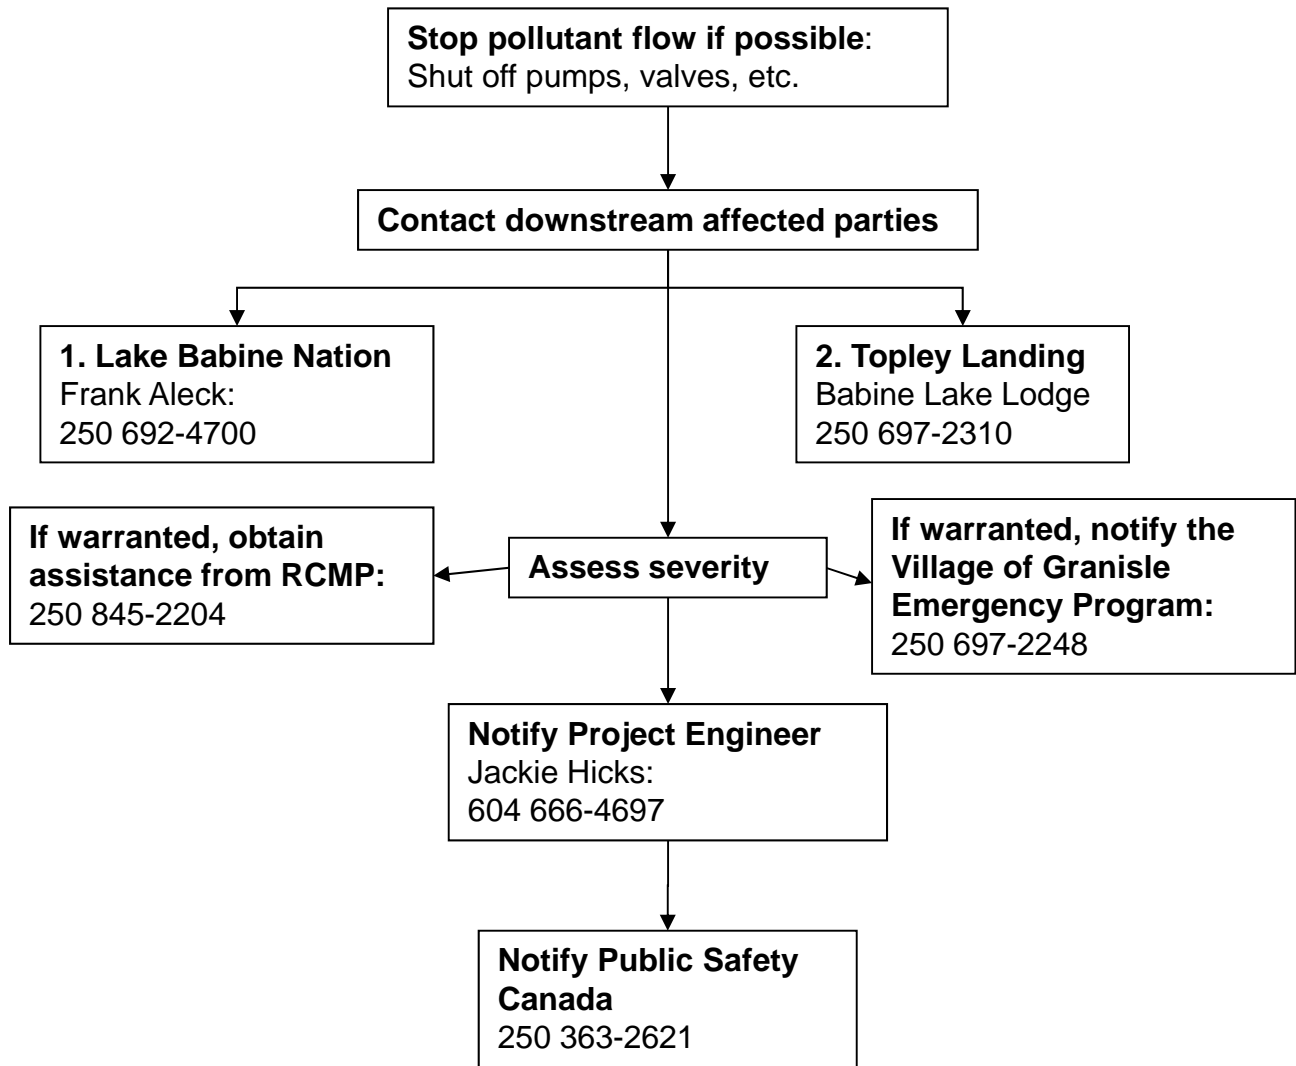 Stop pollutant flow if possible:
Shut off pumps, valves, etc.
Contact downstream affected parties
1. Lake Babine Nation
Frank Aleck:
250 692-4700
2. Topley Landing
Babine Lake Lodge
250 697-2310
If warranted, obtain
assistance from RCMP:
250 845-2204
Assess severity
If warranted, notify the
Village of Granisle
Emergency Program:
250 697-2248
Notify Project Engineer
Jackie Hicks:
604 666-4697
Notify Public Safety
Canada
250 363-2621